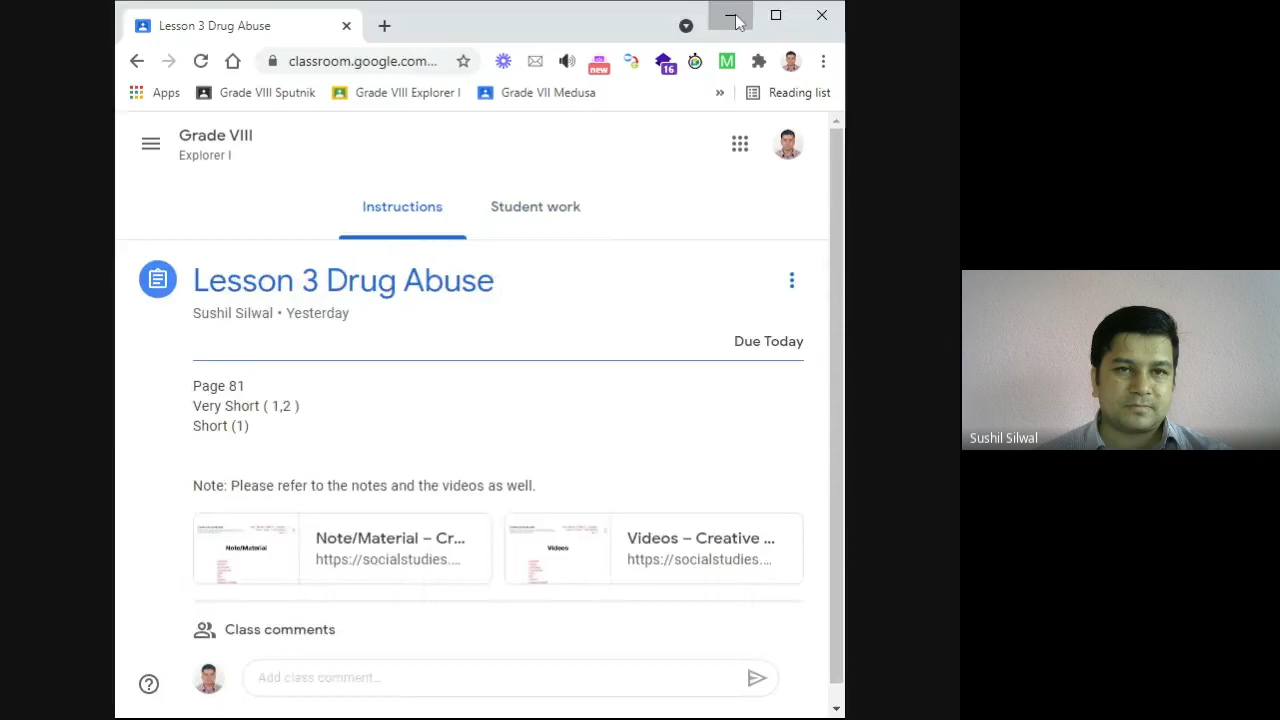 Lesson 3 Drug Abuse
classroom.google.com...
new
16
M
Apps
Grade VIII Sputnik
Grade VIII Explorer I
Grade VII Medusa
»
Reading list
Grade VIII
Explorer I
Instructions
Student work
Lesson 3 Drug Abuse
Sushil Silwal • Yesterday
Due Today
Page 81
Very Short ( 1,2 )
Short (1)
Note: Please refer to the notes and the videos as well.
Note/Material
Note/Material – Cr...
https://socialstudies....
Videos
Videos – Creative ...
https://socialstudies....
Class comments
Add class comment...
Sushil Silwal